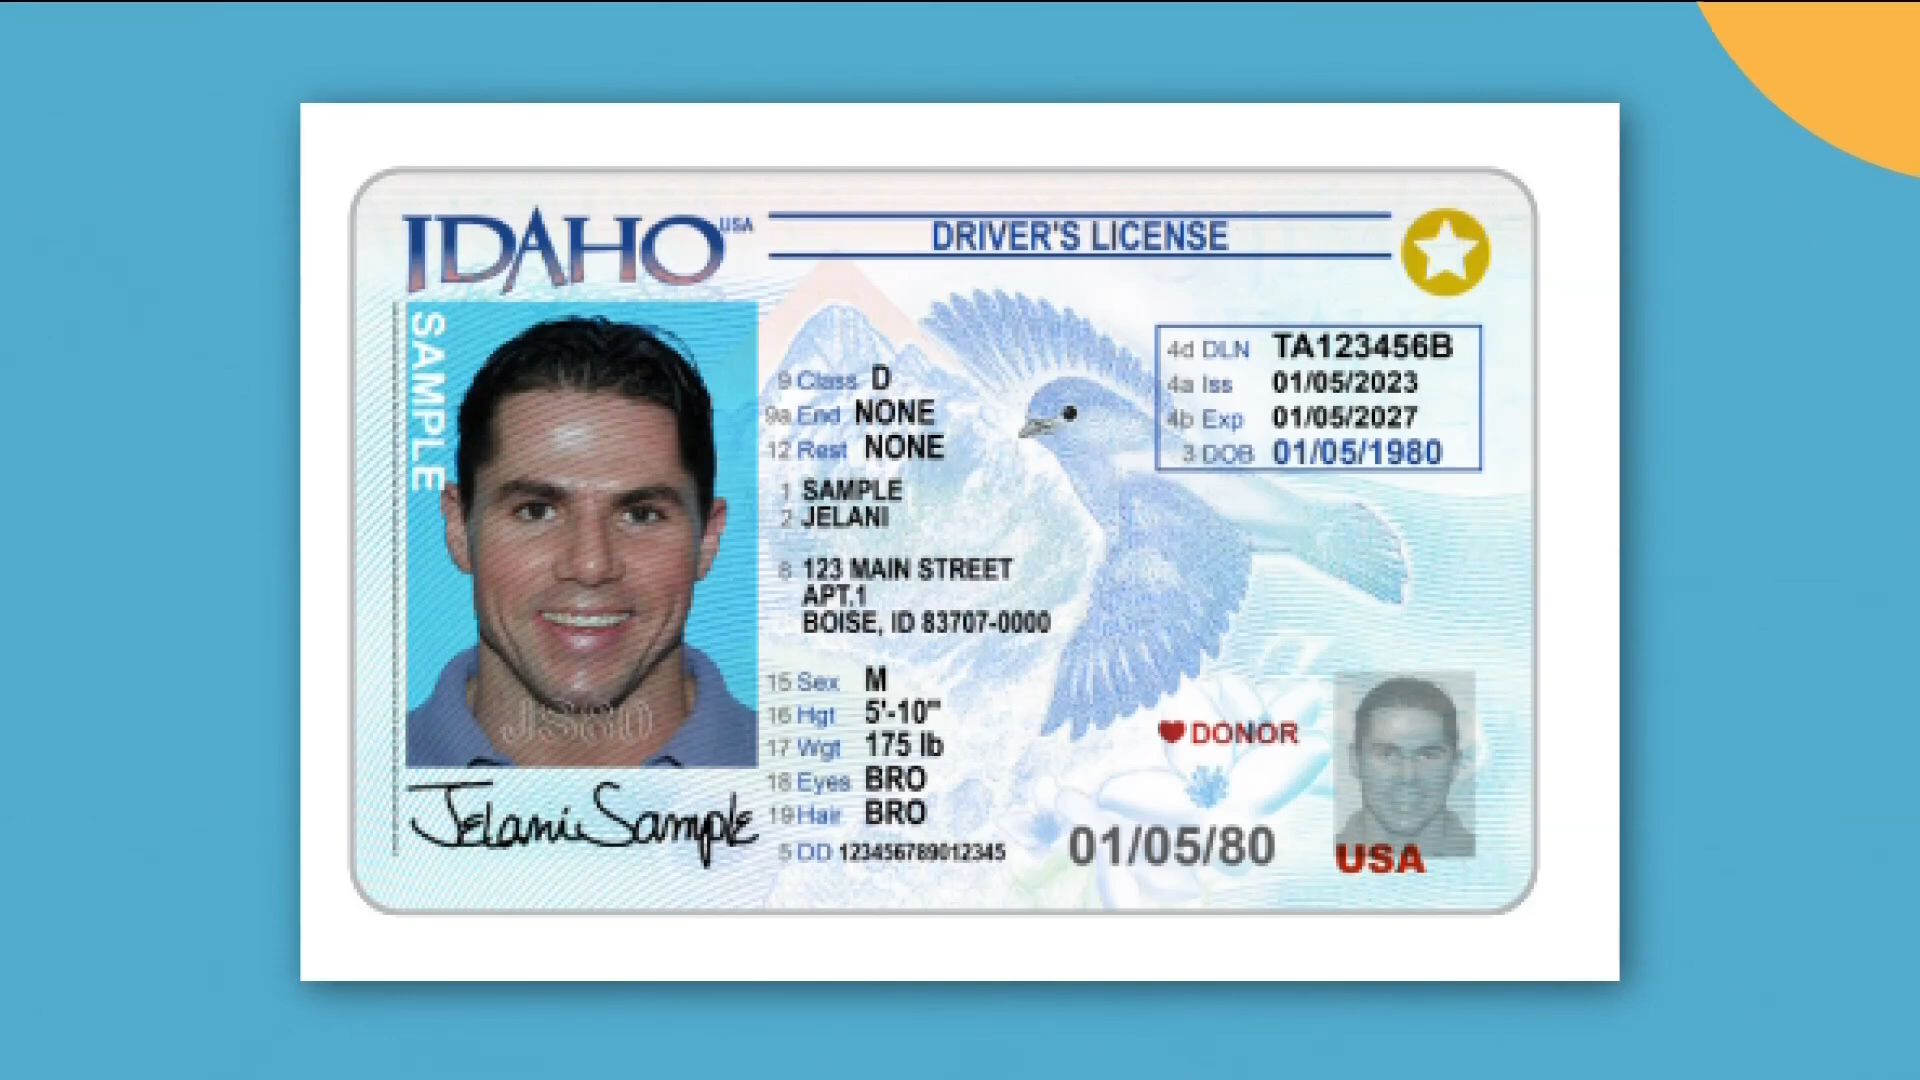 IDAHO USA
DRIVER'S LICENSE
SAMPLE
4d DLN TA123456B
4a Iss 01/05/2023
4b Exp 01/05/2027
3 DOB 01/05/1980
9 Class D
9a End NONE
12 Rest NONE
1 SAMPLE
2 JELANI
8 123 MAIN STREET
APT.1
BOISE, ID 83707-0000
15 Sex M
16 Hgt 5'-10"
17 Wgt 175 lb
18 Eyes BRO
19 Hair BRO
5 DD 123456789012345
JS80
Jelani Sample
DONOR
01/05/80
USA